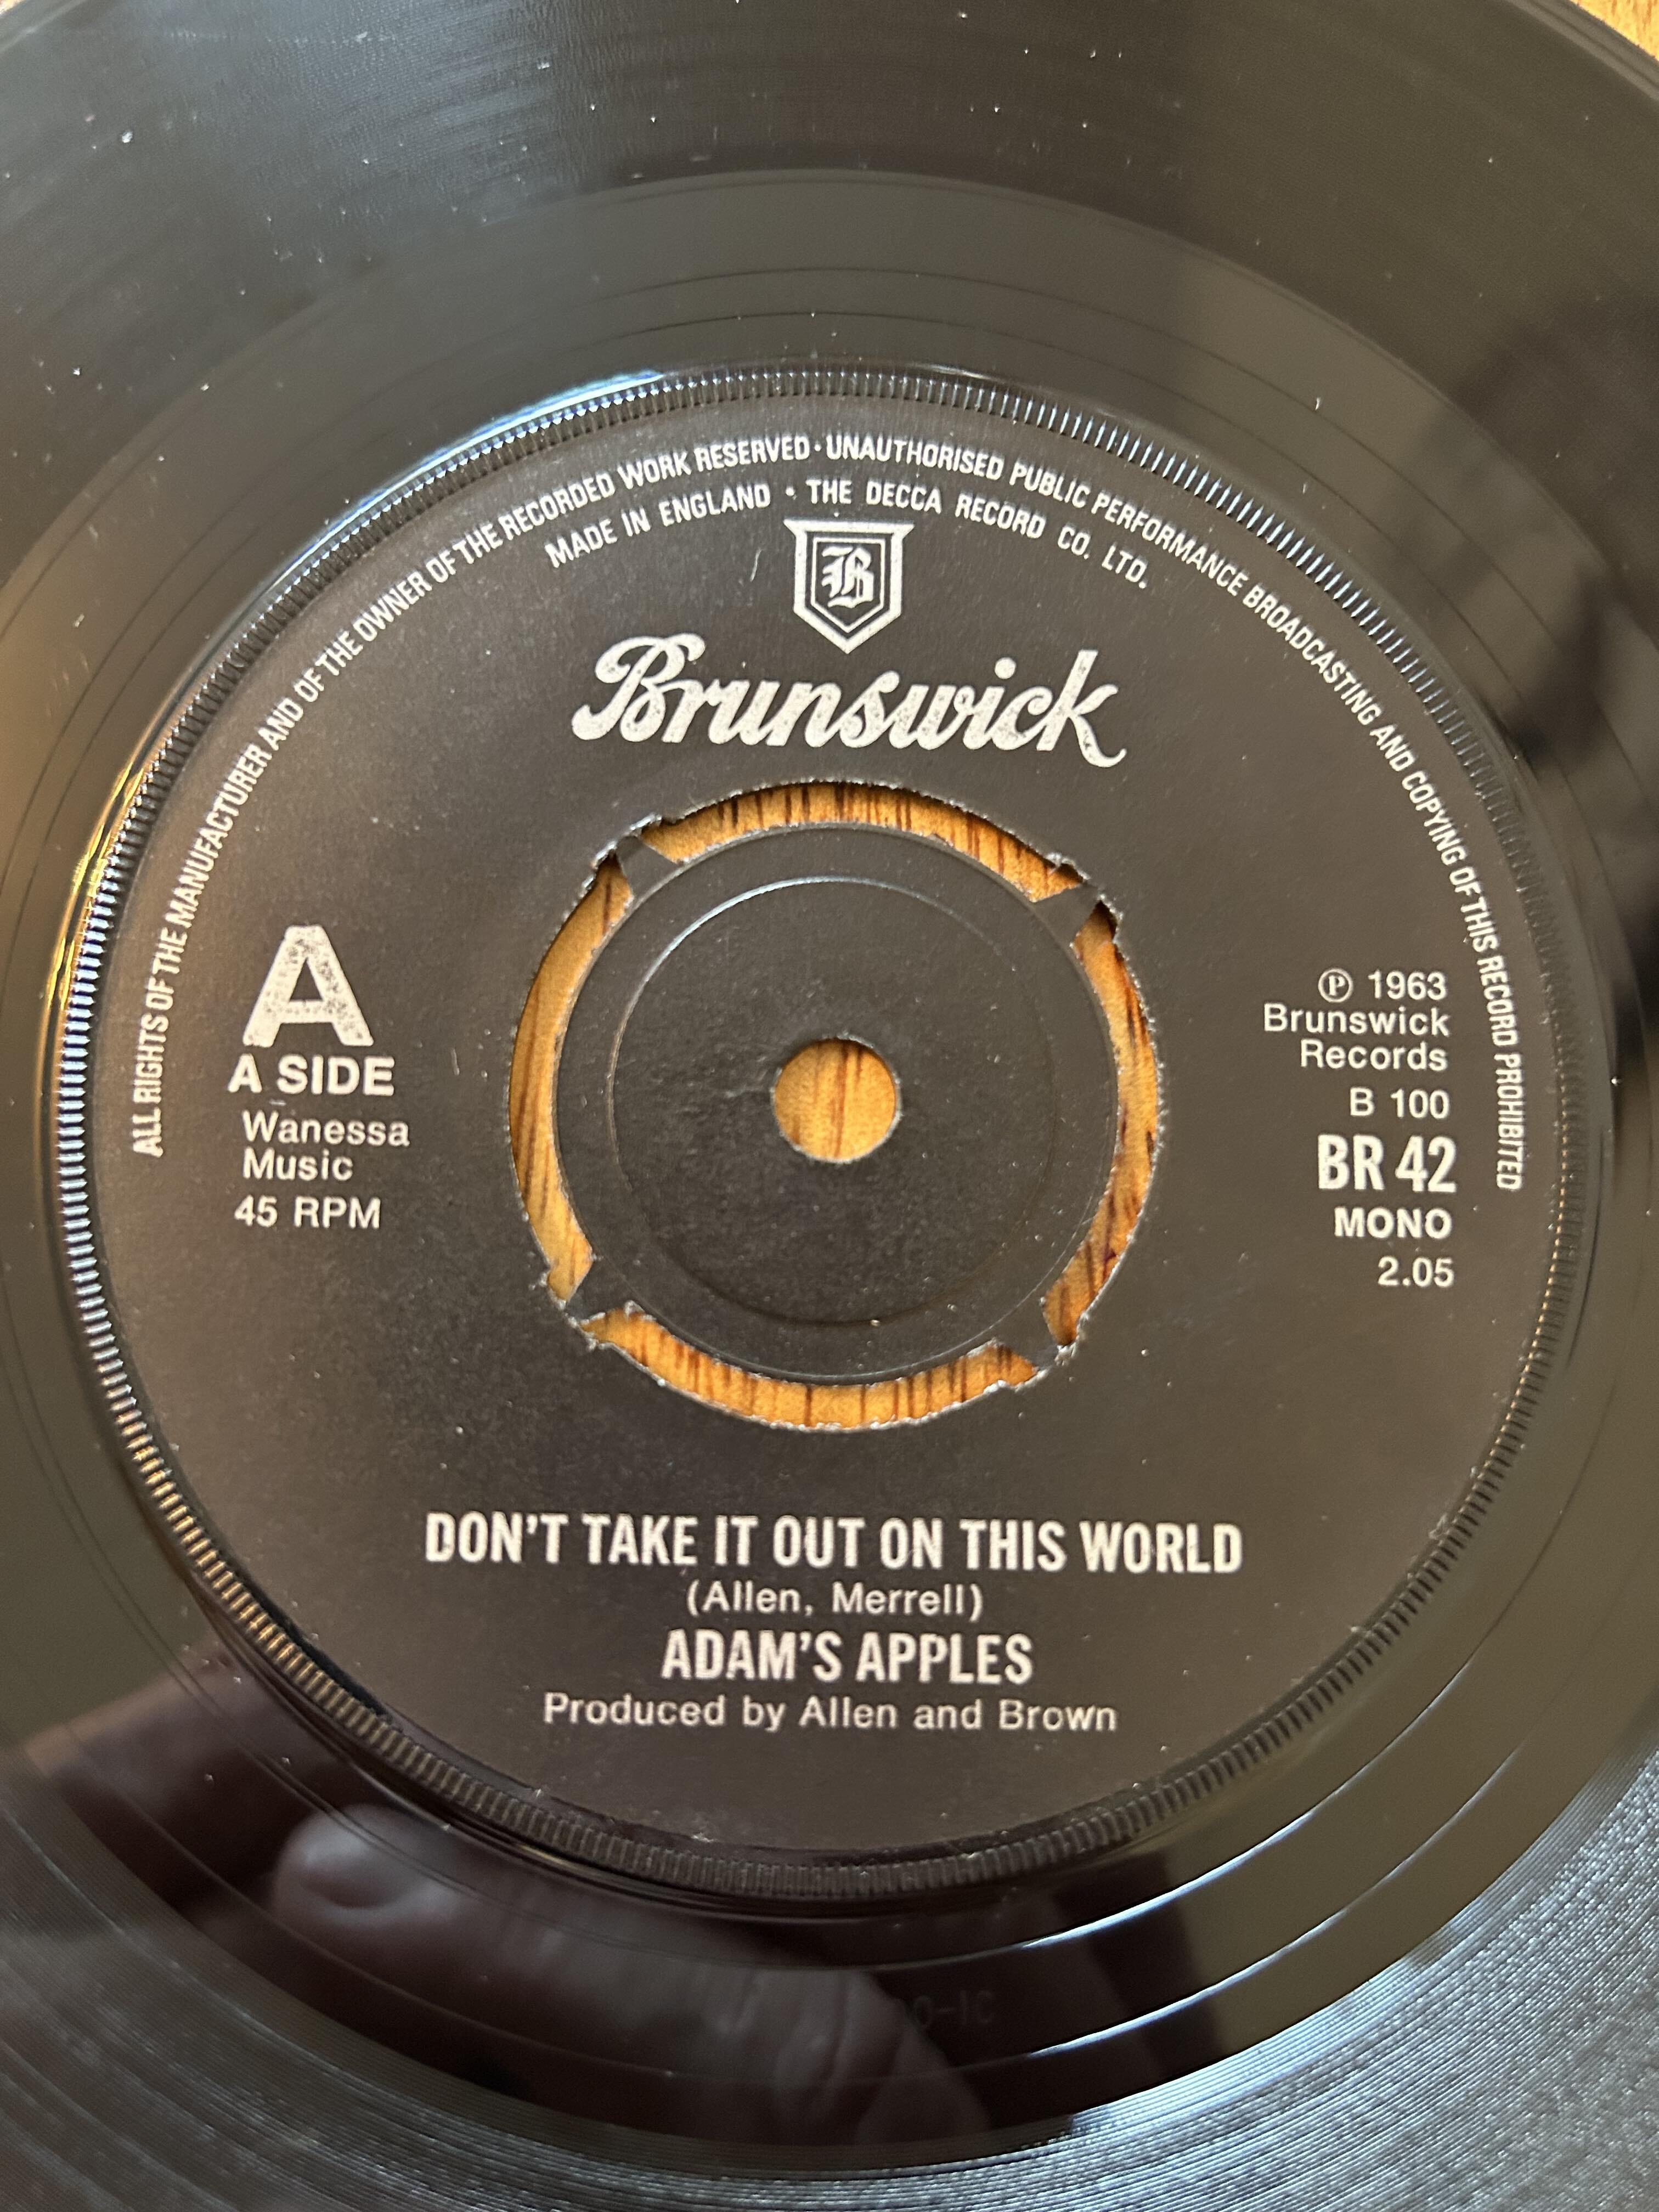 ALL RIGHTS OF THE MANUFACTURER AND OF THE OWNER OF THE RECORDED WORK RESERVED · UNAUTHORISED PUBLIC PERFORMANCE BROADCASTING AND COPYING OF THIS RECORD PROHIBITED
MADE IN ENGLAND · THE DECCA RECORD CO. LTD.
B
Brunswick
A
A SIDE
Wanessa
Music
45 RPM
℗ 1963
Brunswick
Records
B 100
BR 42
MONO
2.05
DON'T TAKE IT OUT ON THIS WORLD
(Allen, Merrell)
ADAM'S APPLES
Produced by Allen and Brown